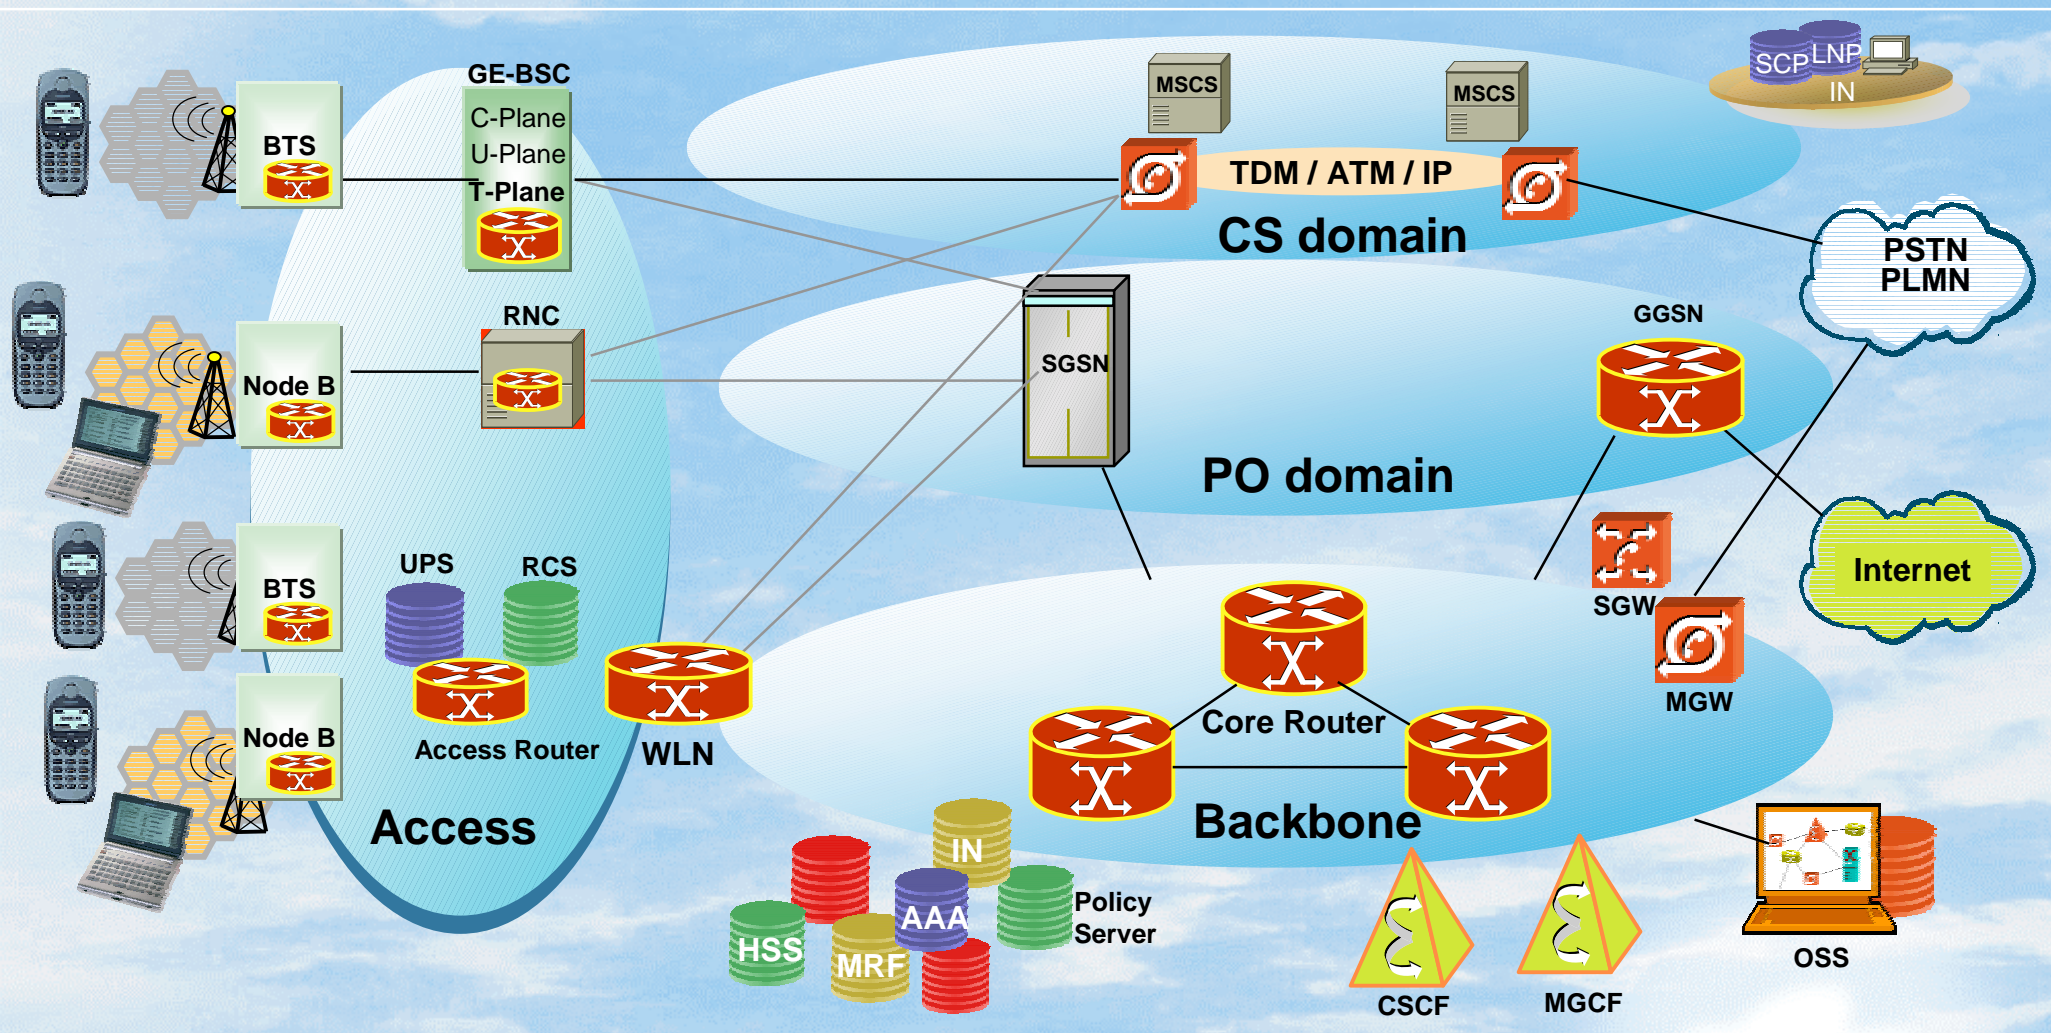 GE-BSC
C-Plane
U-Plane
T-Plane
BTS
MSCS
MSCS
TDM / ATM / IP
CS domain
SCP
LNP
IN
PSTN
PLMN
RNC
Node B
SGSN
GGSN
PO domain
Internet
UPS
RCS
BTS
SGW
MGW
Node B
Access Router
WLN
Access
Core Router
Backbone
IN
AAA
HSS
MRF
Policy
Server
CSCF
MGCF
OSS